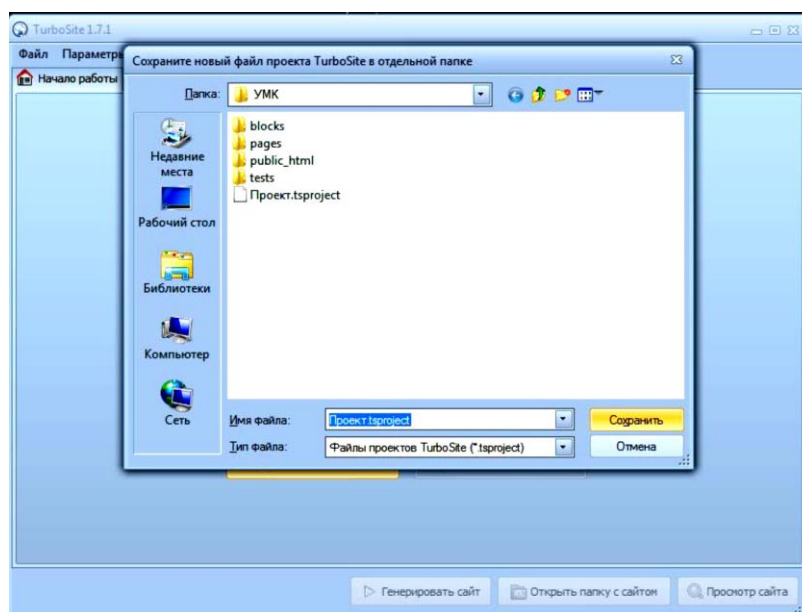 TurboSite 1.7.1
Файл Параметры
Сохраните новый файл проекта TurboSite в отдельной папке
Начало работы
Папка: УМК
Недавние места
Рабочий стол
Библиотеки
Компьютер
Сеть
blocks
pages
public_html
tests
Проект.tsproject
Имя файла: Проект.tsproject Сохранить
Тип файла: Файлы проектов TurboSite (*.tsproject) Отмена
Генерировать сайт Открыть папку с сайтом Просмотр сайта